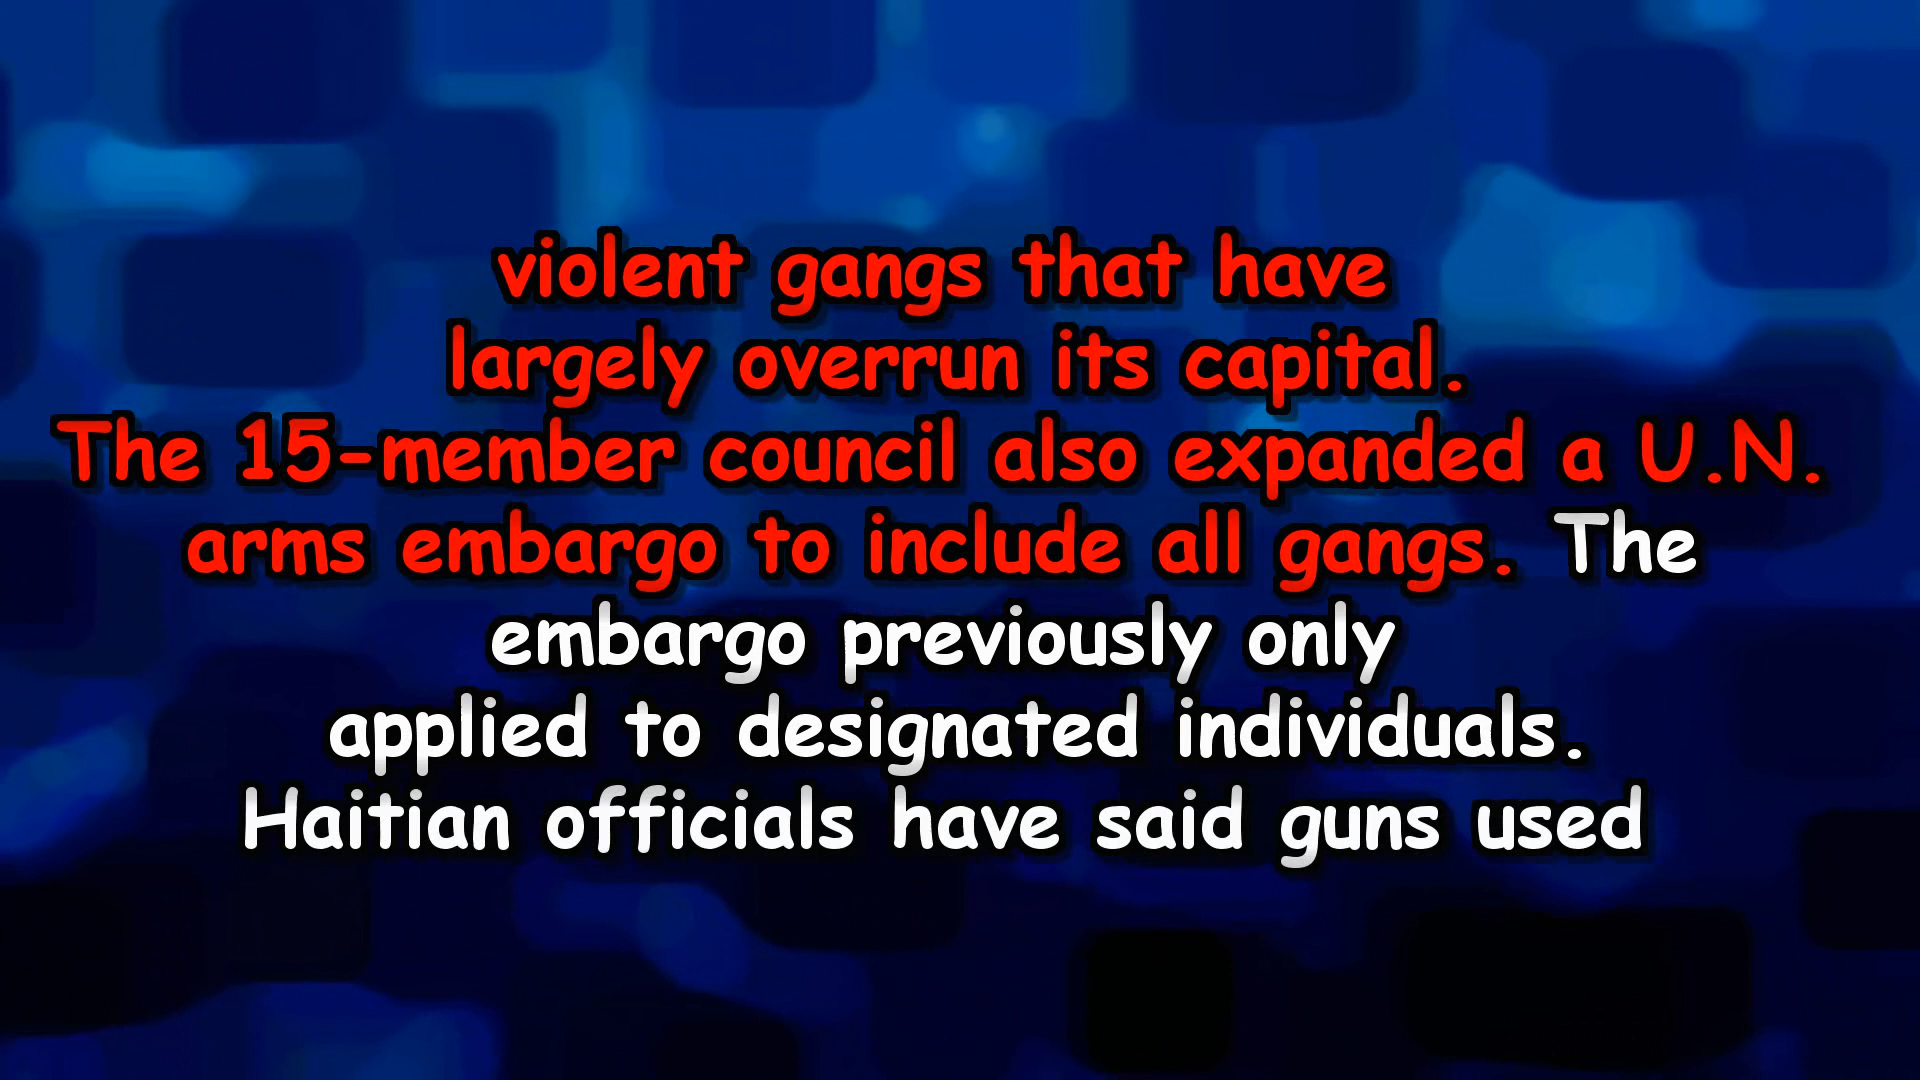 violent gangs that have
largely overrun its capital.
The 15-member council also expanded a U.N.
arms embargo to include all gangs. The
embargo previously only
applied to designated individuals.
Haitian officials have said guns used